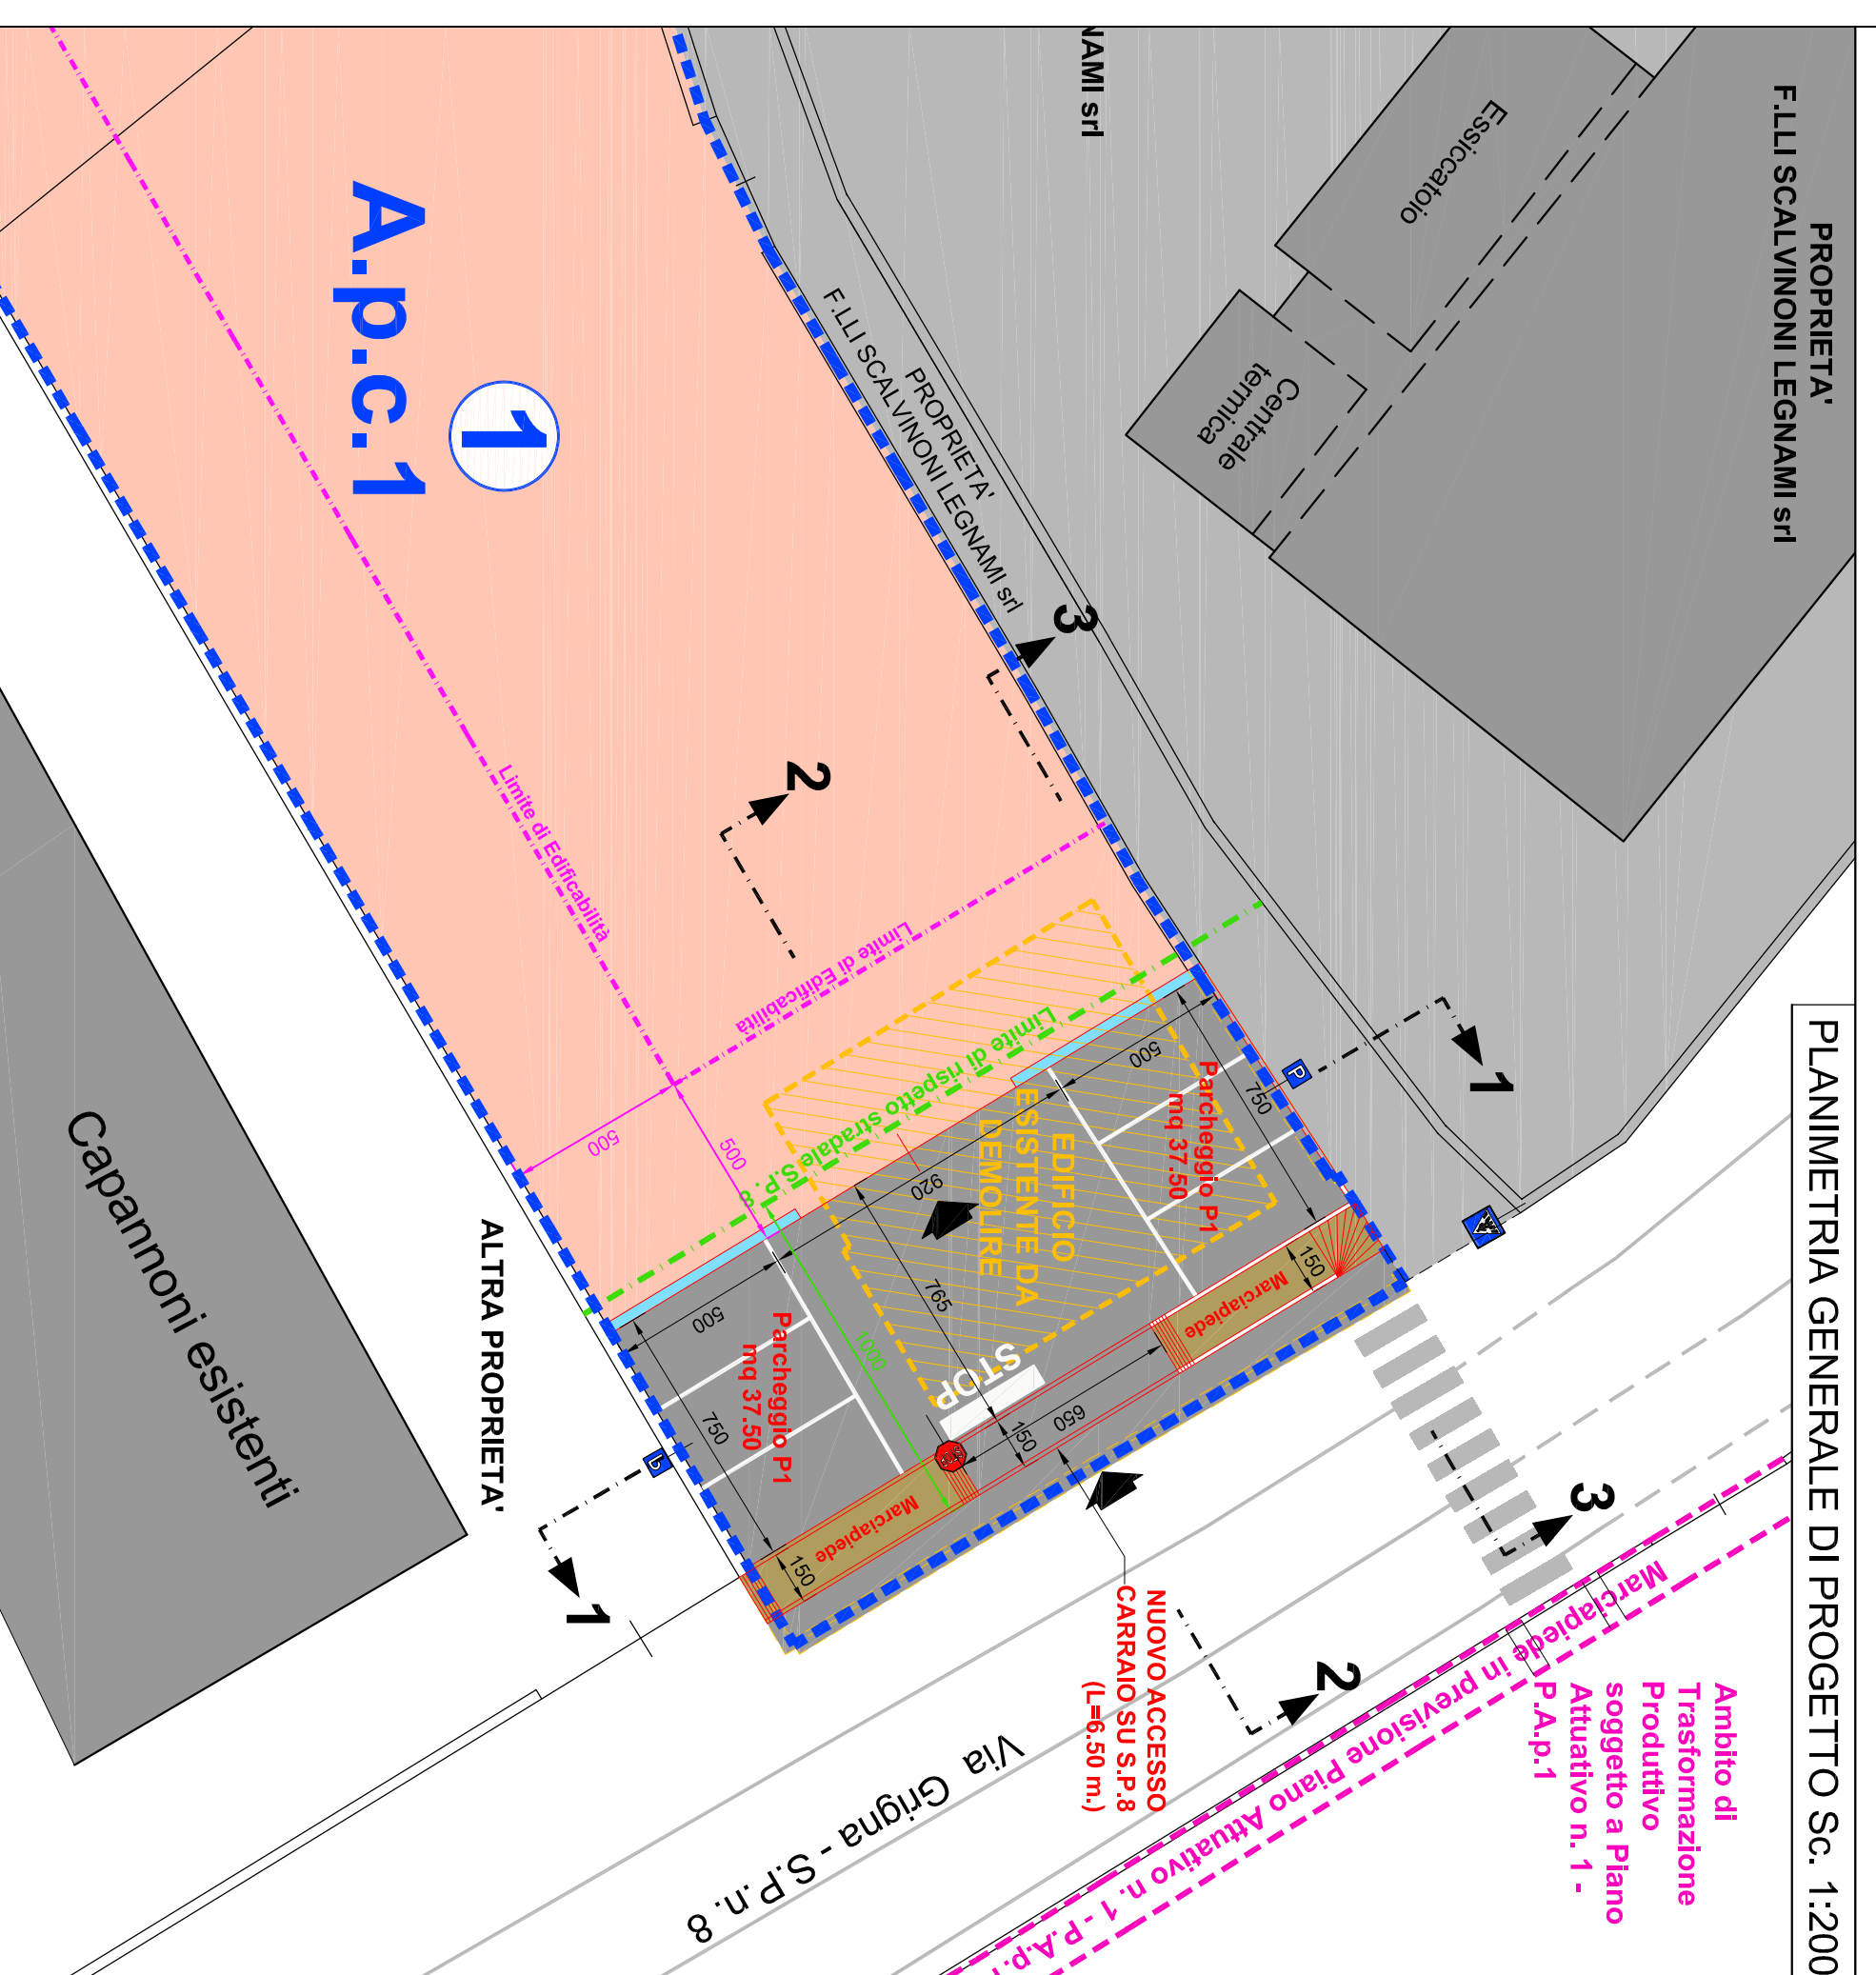 PLANIMETRIA GENERALE DI PROGETTO Sc. 1:200
PROPRIETA'
F.LLI SCALVINONI LEGNAMI srl
NAMI srl
Essiccatoio
Centrale
termica
PROPRIETA'
F.LLI SCALVINONI LEGNAMI srl
A.p.c.1
1
3
2
1
Limite di Edificabilità
Limite di Edificabilità
Limite di rispetto stradale S.P. 8
EDIFICIO
ESISTENTE DA
DEMOLIRE
Parcheggio P1
mq 37.50
P
500
750
150
Marciapiede
920
765
500
500
1000
STOP
650
150
500
750
Parcheggio P1
mq 37.50
P
Marciapiede
150
Capannoni esistenti
ALTRA PROPRIETA'
1
2
3
NUOVO ACCESSO
CARRAIO SU S.P.8
(L=6.50 m.)
Via Grigna - S.P.n. 8
Marciapiede in previsione Piano Attuativo n. 1 - P.A.p.1
Ambito di
Trasformazione
Produttivo
soggetto a Piano
Attuativo n. 1 -
P.A.p.1